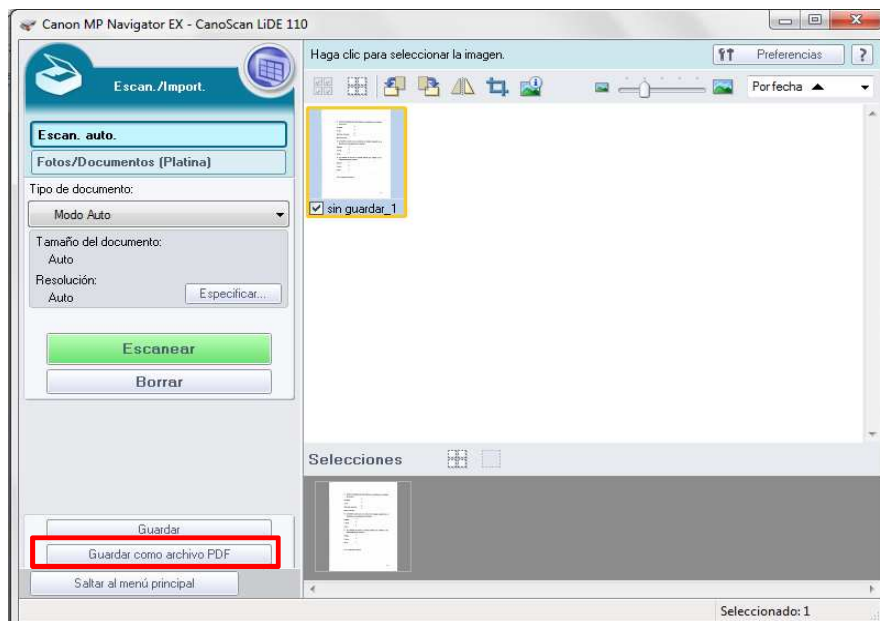 Canon MP Navigator EX - CanoScan LiDE 110
Escan./Import.
Escan. auto.
Fotos/Documentos (Platina)
Tipo de documento:
Modo Auto
Tamaño del documento:
Auto
Resolución:
Auto
Especificar...
Escanear
Borrar
Guardar
Guardar como archivo PDF
Saltar al menú principal
Haga clic para seleccionar la imagen.
Preferencias
?
Por fecha
sin guardar_1
Selecciones
Seleccionado: 1